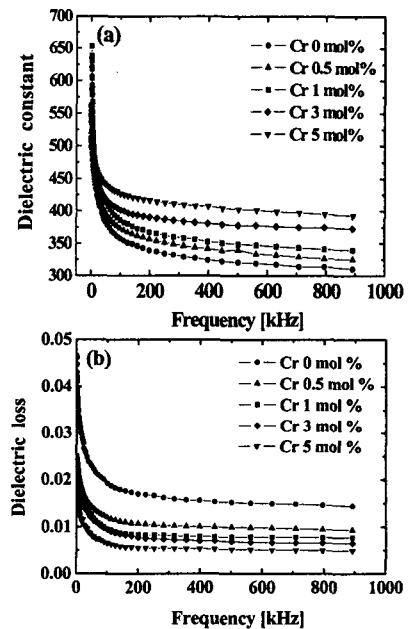 700
(a)
Cr 0 mol%
650
Cr 0.5 mol%
600
Cr 1 mol%
550
Cr 3 mol%
500
Cr 5 mol%
450
400
350
300
Dielectric constant
0 200 400 600 800 1000
Frequency [kHz]
0.05
(b)
Cr 0 mol %
0.04
Cr 0.5 mol %
Cr 1 mol %
0.03
Cr 3 mol %
Cr 5 mol %
0.02
0.01
0.00
Dielectric loss
0 200 400 600 800 1000
Frequency [kHz]